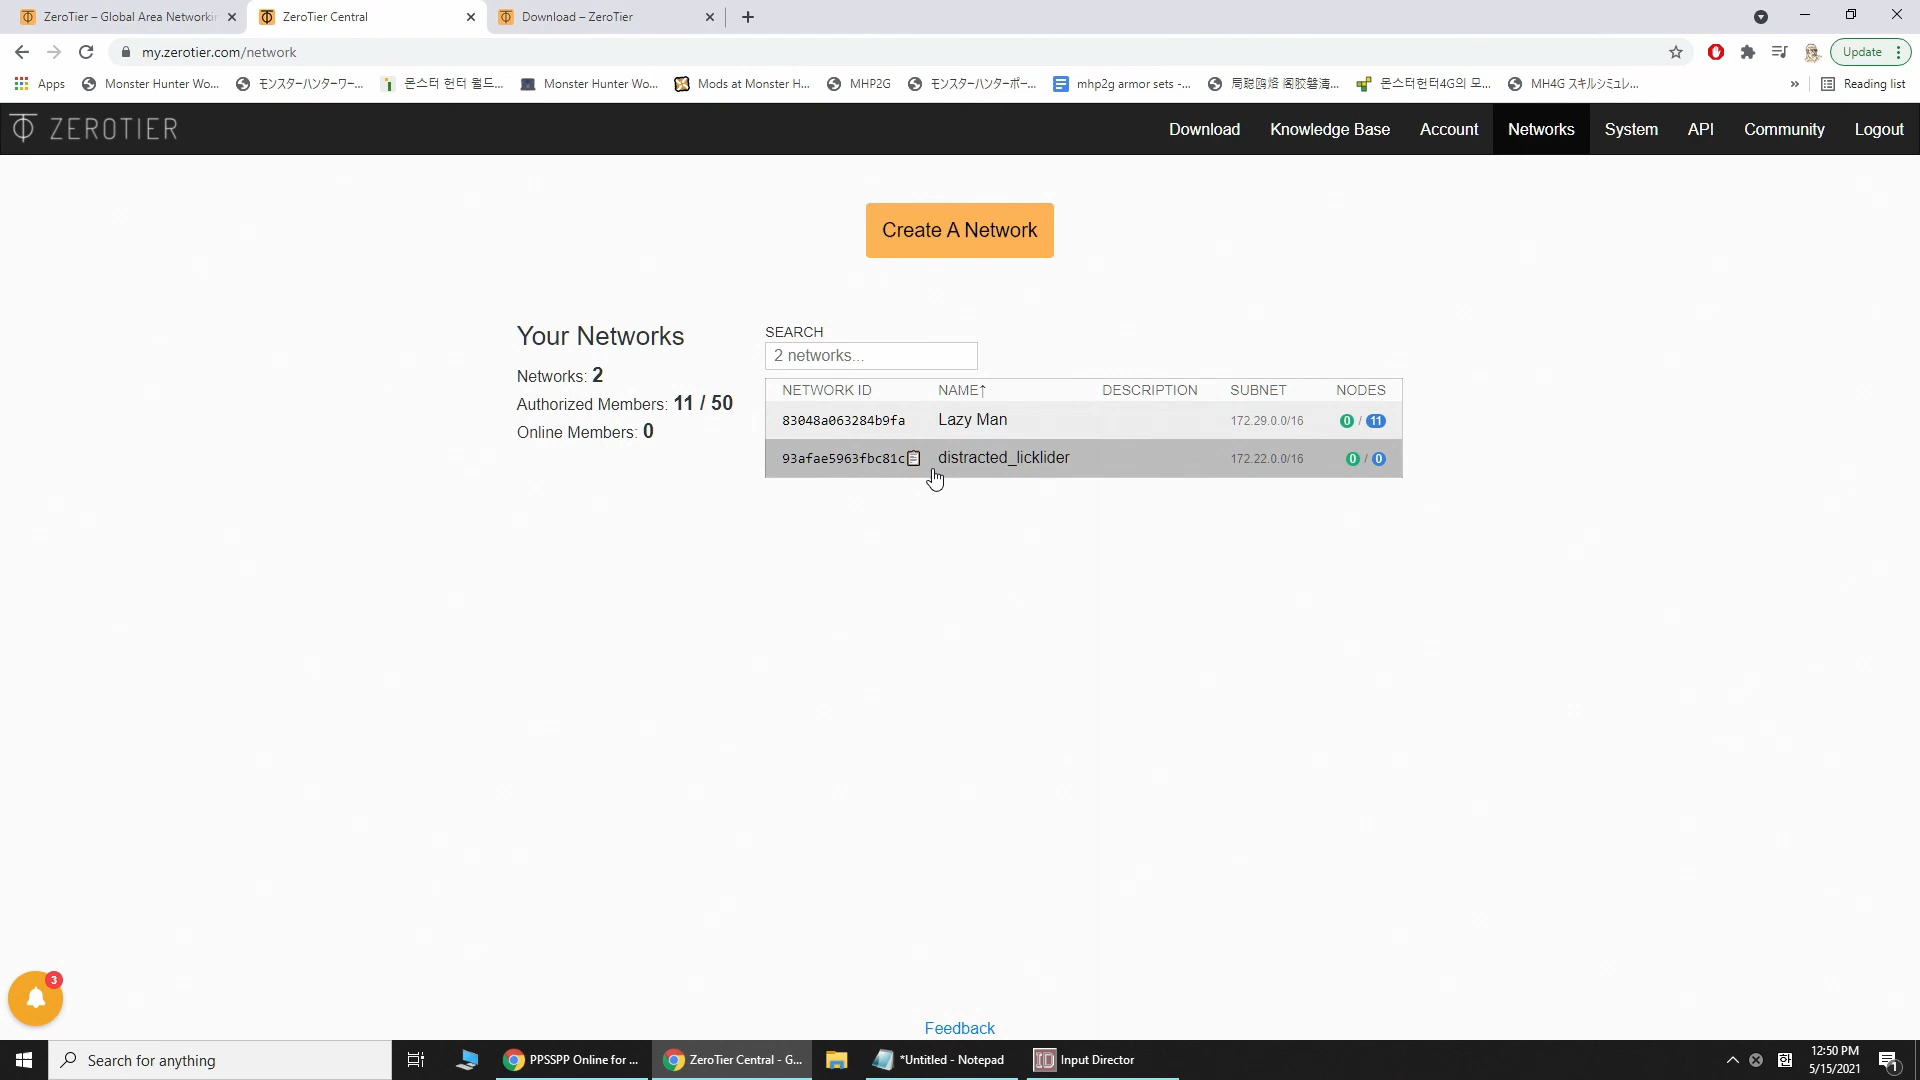 ZeroTier – Global Area Networkin
ZeroTier Central
Download – ZeroTier
my.zerotier.com/network
Update
Apps
Monster Hunter Wo...
モンスターハンターワー...
몬스터 헌터 월드...
Monster Hunter Wo...
Mods at Monster H...
MHP2G
モンスターハンターポー...
mhp2g armor sets -...
몬스터헌터4G의 모...
MH4G スキルシミュレ...
»
Reading list
ZEROTIER
Download
Knowledge Base
Account
Networks
System
API
Community
Logout
Create A Network
Your Networks
Networks: 2
Authorized Members: 11 / 50
Online Members: 0
SEARCH
2 networks...
NETWORK ID NAME↑ DESCRIPTION SUBNET NODES
83048a063284b9fa Lazy Man 172.29.0.0/16 0 / 11
93afae5963fbc81c distracted_licklider 172.22.0.0/16 0 / 0
3
Feedback
Search for anything
PPSSPP Online for ...
ZeroTier Central - G...
*Untitled - Notepad
ID
Input Director
한
12:50 PM
5/15/2021
1